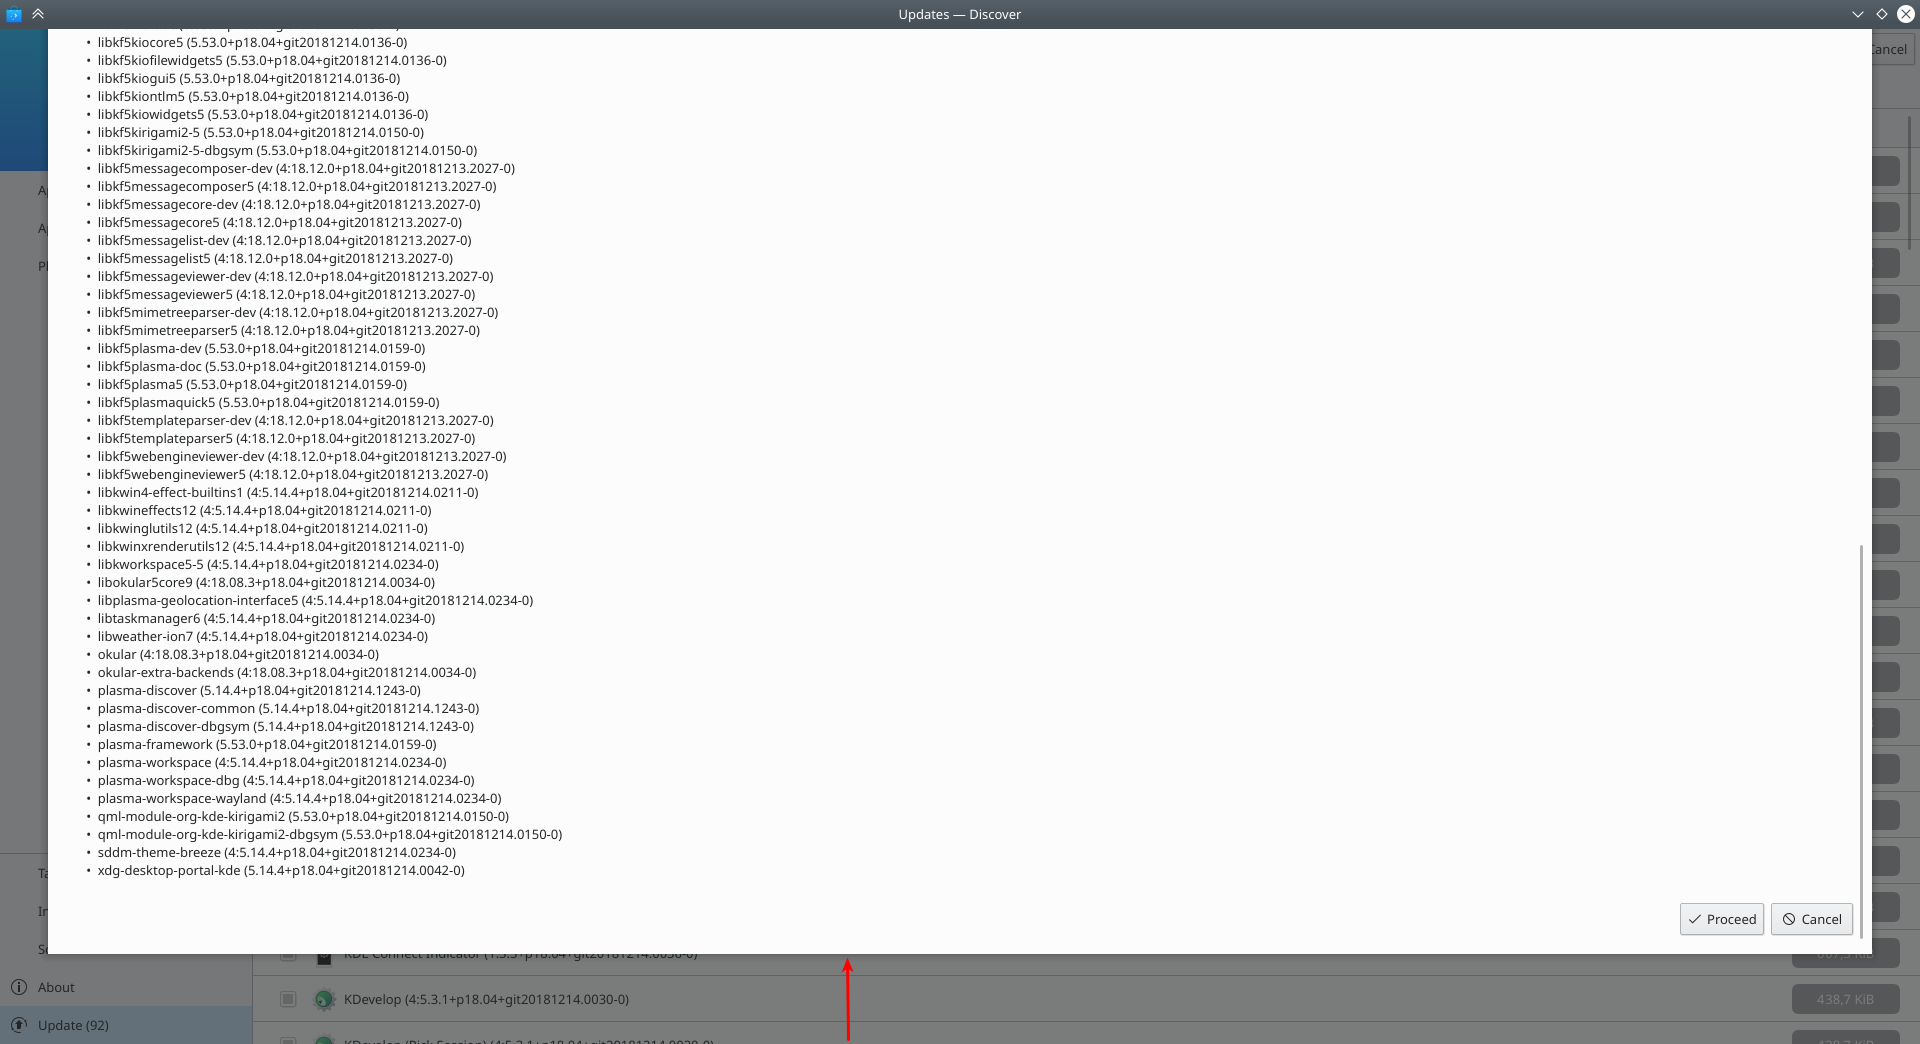 Updates — Discover
Cancel
• libkf5kiocore5 (5.53.0+p18.04+git20181214.0136-0)
• libkf5kiofilewidgets5 (5.53.0+p18.04+git20181214.0136-0)
• libkf5kiogui5 (5.53.0+p18.04+git20181214.0136-0)
• libkf5kiontlm5 (5.53.0+p18.04+git20181214.0136-0)
• libkf5kiowidgets5 (5.53.0+p18.04+git20181214.0136-0)
• libkf5kirigami2-5 (5.53.0+p18.04+git20181214.0150-0)
• libkf5kirigami2-5-dbgsym (5.53.0+p18.04+git20181214.0150-0)
• libkf5messagecomposer-dev (4:18.12.0+p18.04+git20181213.2027-0)
• libkf5messagecomposer5 (4:18.12.0+p18.04+git20181213.2027-0)
• libkf5messagecore-dev (4:18.12.0+p18.04+git20181213.2027-0)
• libkf5messagecore5 (4:18.12.0+p18.04+git20181213.2027-0)
• libkf5messagelist-dev (4:18.12.0+p18.04+git20181213.2027-0)
• libkf5messagelist5 (4:18.12.0+p18.04+git20181213.2027-0)
• libkf5messageviewer-dev (4:18.12.0+p18.04+git20181213.2027-0)
• libkf5messageviewer5 (4:18.12.0+p18.04+git20181213.2027-0)
• libkf5mimetreeparser-dev (4:18.12.0+p18.04+git20181213.2027-0)
• libkf5mimetreeparser5 (4:18.12.0+p18.04+git20181213.2027-0)
• libkf5plasma-dev (5.53.0+p18.04+git20181214.0159-0)
• libkf5plasma-doc (5.53.0+p18.04+git20181214.0159-0)
• libkf5plasma5 (5.53.0+p18.04+git20181214.0159-0)
• libkf5plasmaquick5 (5.53.0+p18.04+git20181214.0159-0)
• libkf5templateparser-dev (4:18.12.0+p18.04+git20181213.2027-0)
• libkf5templateparser5 (4:18.12.0+p18.04+git20181213.2027-0)
• libkf5webengineviewer-dev (4:18.12.0+p18.04+git20181213.2027-0)
• libkf5webengineviewer5 (4:18.12.0+p18.04+git20181213.2027-0)
• libkwin4-effect-builtins1 (4:5.14.4+p18.04+git20181214.0211-0)
• libkwineffects12 (4:5.14.4+p18.04+git20181214.0211-0)
• libkwinglutils12 (4:5.14.4+p18.04+git20181214.0211-0)
• libkwinxrenderutils12 (4:5.14.4+p18.04+git20181214.0211-0)
• libkworkspace5-5 (4:5.14.4+p18.04+git20181214.0234-0)
• libokular5core9 (4:18.08.3+p18.04+git20181214.0034-0)
• libplasma-geolocation-interface5 (4:5.14.4+p18.04+git20181214.0234-0)
• libtaskmanager6 (4:5.14.4+p18.04+git20181214.0234-0)
• libweather-ion7 (4:5.14.4+p18.04+git20181214.0234-0)
• okular (4:18.08.3+p18.04+git20181214.0034-0)
• okular-extra-backends (4:18.08.3+p18.04+git20181214.0034-0)
• plasma-discover (5.14.4+p18.04+git20181214.1243-0)
• plasma-discover-common (5.14.4+p18.04+git20181214.1243-0)
• plasma-discover-dbgsym (5.14.4+p18.04+git20181214.1243-0)
• plasma-framework (5.53.0+p18.04+git20181214.0159-0)
• plasma-workspace (4:5.14.4+p18.04+git20181214.0234-0)
• plasma-workspace-dbg (4:5.14.4+p18.04+git20181214.0234-0)
• plasma-workspace-wayland (4:5.14.4+p18.04+git20181214.0234-0)
• qml-module-org-kde-kirigami2 (5.53.0+p18.04+git20181214.0150-0)
• qml-module-org-kde-kirigami2-dbgsym (5.53.0+p18.04+git20181214.0150-0)
• sddm-theme-breeze (4:5.14.4+p18.04+git20181214.0234-0)
• xdg-desktop-portal-kde (5.14.4+p18.04+git20181214.0042-0)
Proceed
Cancel
About
KDevelop (4:5.3.1+p18.04+git20181214.0030-0)
438,7 KiB
Update (92)